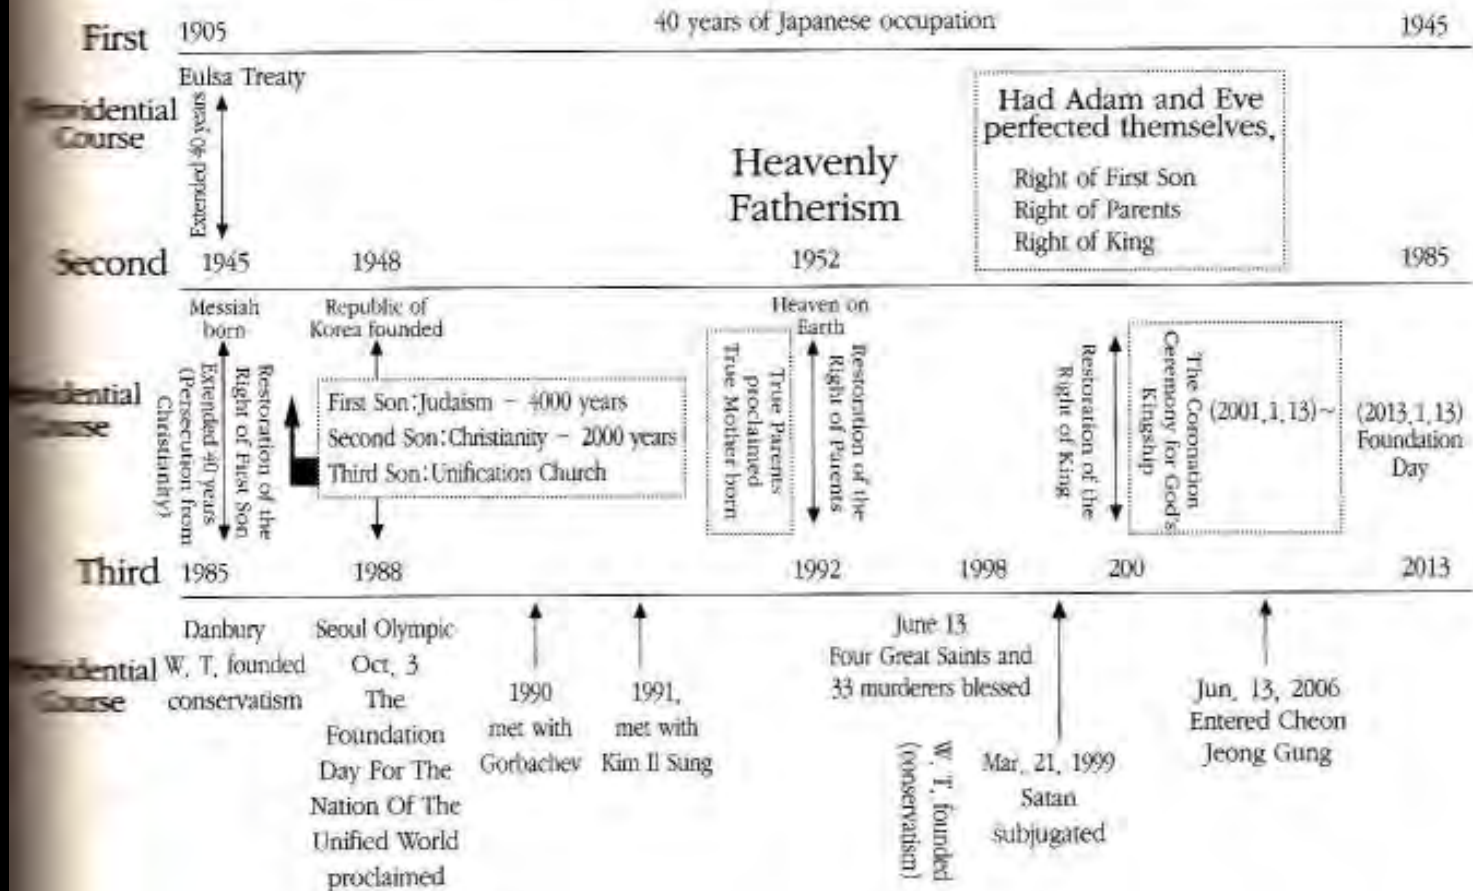 First
1905
40 years of Japanese occupation
1945
Eulsa Treaty
Providential
Course
Extended 40 years
Heavenly
Fatherism
Had Adam and Eve
perfected themselves,
Right of First Son
Right of Parents
Right of King
Second
1945
1948
1952
1985
Messiah
born
Republic of
Korea founded
Heaven on
Earth
Restoration of the
Right of First Son
Extended 40 years
(Persecution from
Christianity)
First Son:Judaism - 4000 years
Second Son:Christianity - 2000 years
Third Son:Unification Church
True Parents
proclaimed
True Mother born
Restoration of the
Right of Parents
Restoration of the
Right of King
The Coronation
Ceremony for God's
Kingship
(2001.1.13)~
(2013.1.13)
Foundation
Day
Course
Third
1985
1988
1992
1998
200
2013
Danbury
W. T. founded
conservatism
Seoul Olympic
Oct. 3
The
Foundation
Day For The
Nation Of The
Unified World
proclaimed
1990
met with
Gorbachev
1991,
met with
Kim Il Sung
June 13
Four Great Saints and
33 murderers blessed
W. T. founded
(conservatism)
Mar. 21, 1999
Satan
subjugated
Jun. 13, 2006
Entered Cheon
Jeong Gung
Course